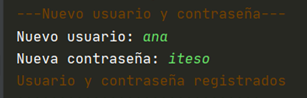 ---Nuevo usuario y contraseña---
Nuevo usuario: ana
Nueva contraseña: iteso
Usuario y contraseña registrados